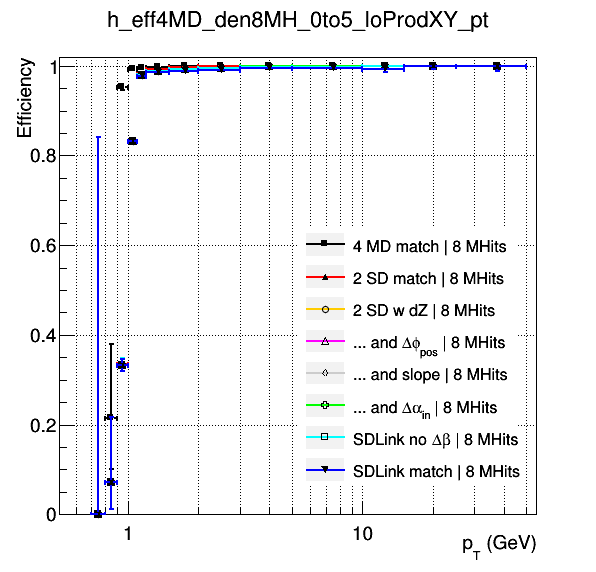 h_eff4MD_den8MH_0to5_loProdXY_pt
Efficiency
1
0.8
0.6
0.4
0.2
0
4 MD match | 8 MHits
2 SD match | 8 MHits
2 SD w dZ | 8 MHits
... and Δϕpos | 8 MHits
... and slope | 8 MHits
... and Δαin | 8 MHits
SDLink no Δβ | 8 MHits
SDLink match | 8 MHits
1
10
pT (GeV)